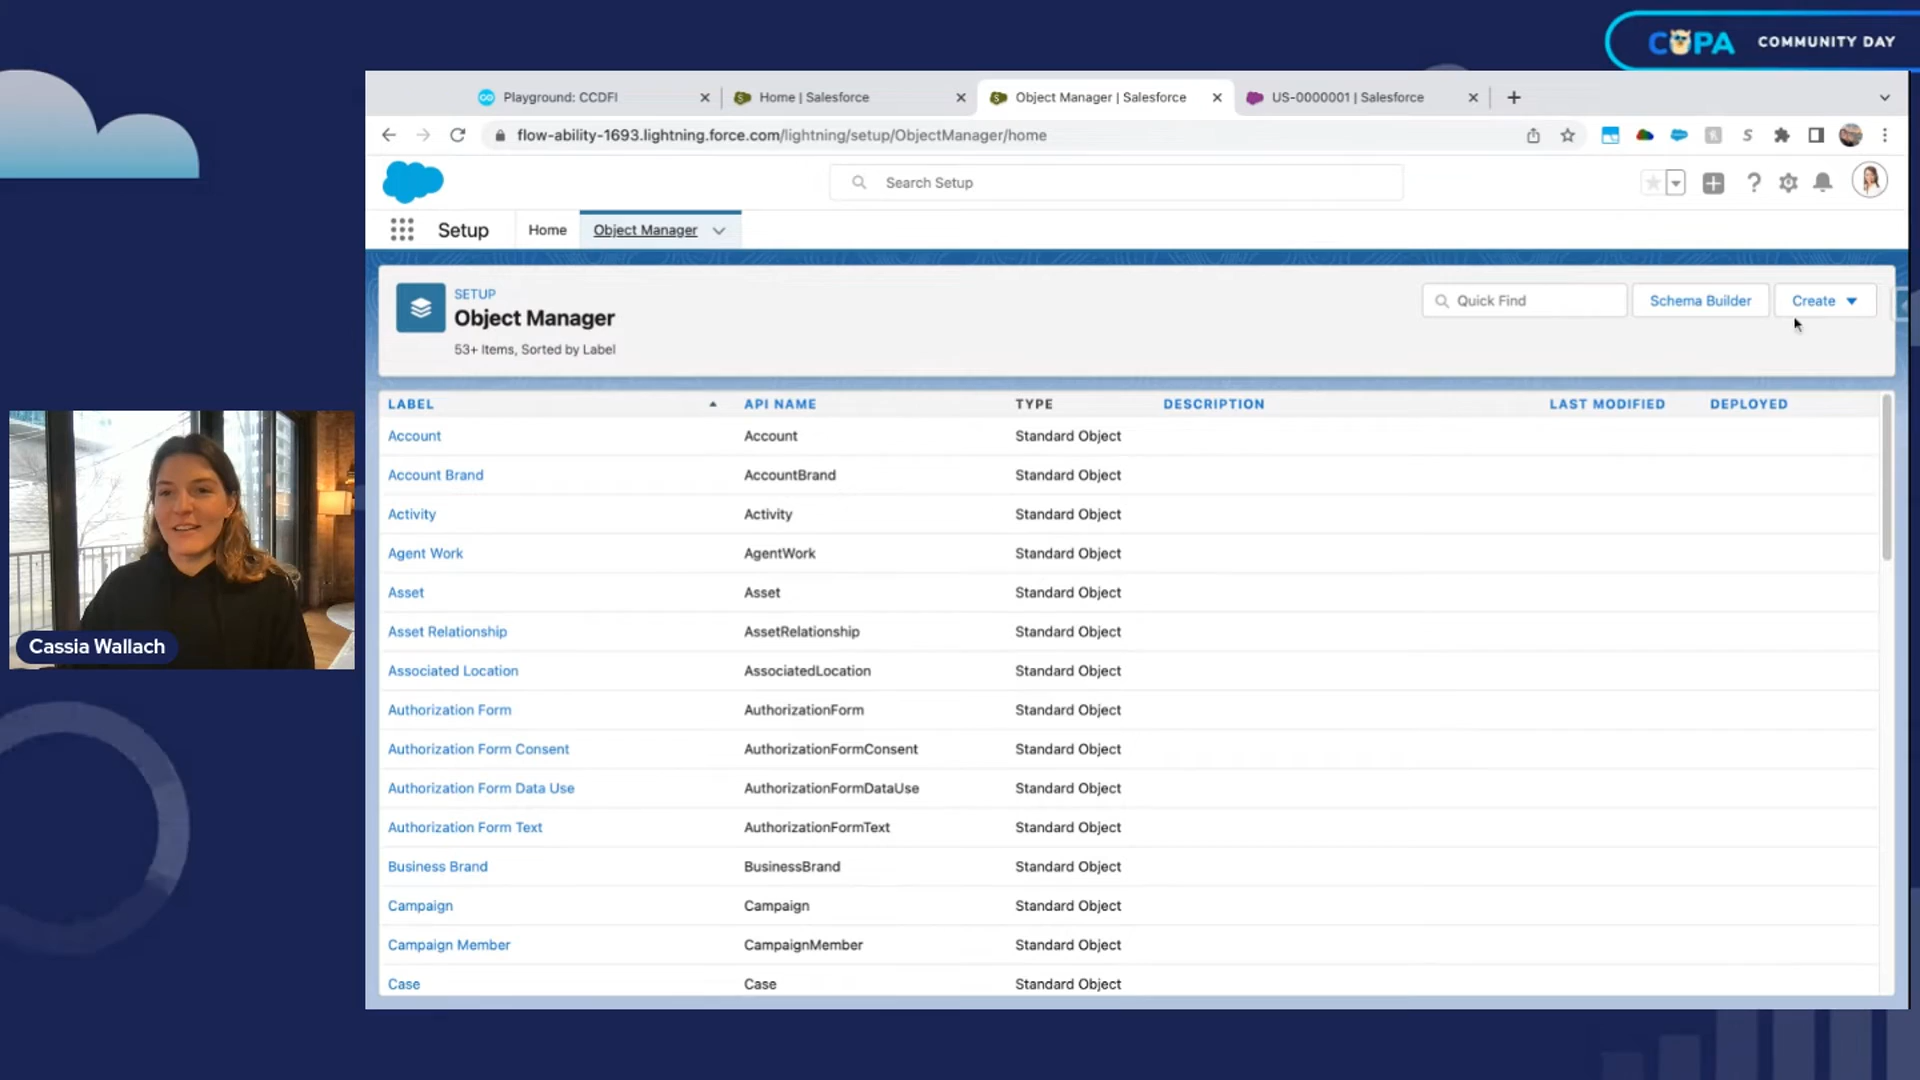 COPA COMMUNITY DAY
Playground: CCDFI
Home | Salesforce
Object Manager | Salesforce
US-0000001 | Salesforce
flow-ability-1693.lightning.force.com/lightning/setup/ObjectManager/home
Search Setup
Setup
Home
Object Manager
SETUP
Object Manager
53+ Items, Sorted by Label
Quick Find
Schema Builder
Create
LABEL API NAME TYPE DESCRIPTION LAST MODIFIED DEPLOYED
Account Account Standard Object
Account Brand AccountBrand Standard Object
Activity Activity Standard Object
Agent Work AgentWork Standard Object
Asset Asset Standard Object
Asset Relationship AssetRelationship Standard Object
Associated Location AssociatedLocation Standard Object
Authorization Form AuthorizationForm Standard Object
Authorization Form Consent AuthorizationFormConsent Standard Object
Authorization Form Data Use AuthorizationFormDataUse Standard Object
Authorization Form Text AuthorizationFormText Standard Object
Business Brand BusinessBrand Standard Object
Campaign Campaign Standard Object
Campaign Member CampaignMember Standard Object
Case Case Standard Object
Cassia Wallach